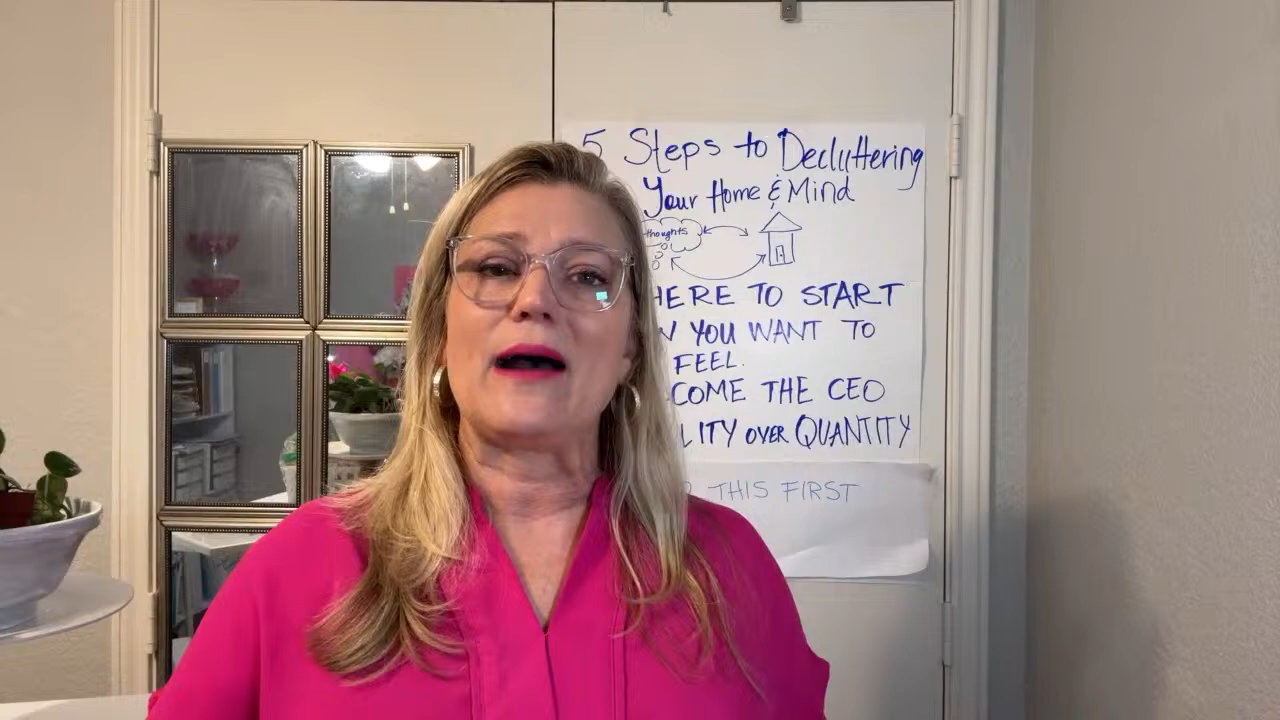 5 Steps to Decluttering
Your Home & Mind
thoughts
HERE TO START
YOU WANT TO
FEEL.
COME THE CEO
LITY OVER QUANTITY
THIS FIRST